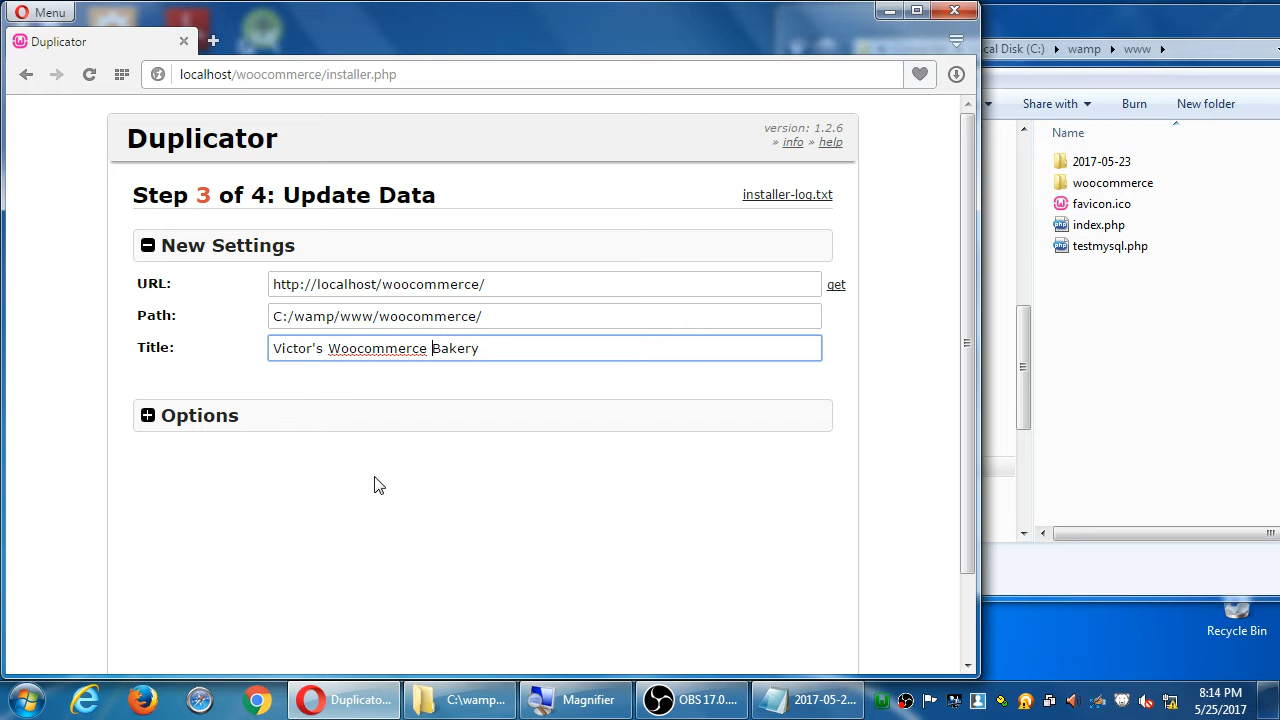 Menu
Duplicator
localhost/woocommerce/installer.php
Duplicator
version: 1.2.6
» info » help
Step 3 of 4: Update Data
installer-log.txt
New Settings
URL:
http://localhost/woocommerce/
get
Path:
C:/wamp/www/woocommerce/
Title:
Victor's Woocommerce Bakery
Options
cal Disk (C:)
wamp
www
Share with
Burn
New folder
Name
2017-05-23
woocommerce
favicon.ico
index.php
testmysql.php
Recycle Bin
Duplicato...
C:\wamp...
Magnifier
OBS 17.0....
2017-05-2...
8:14 PM
5/25/2017